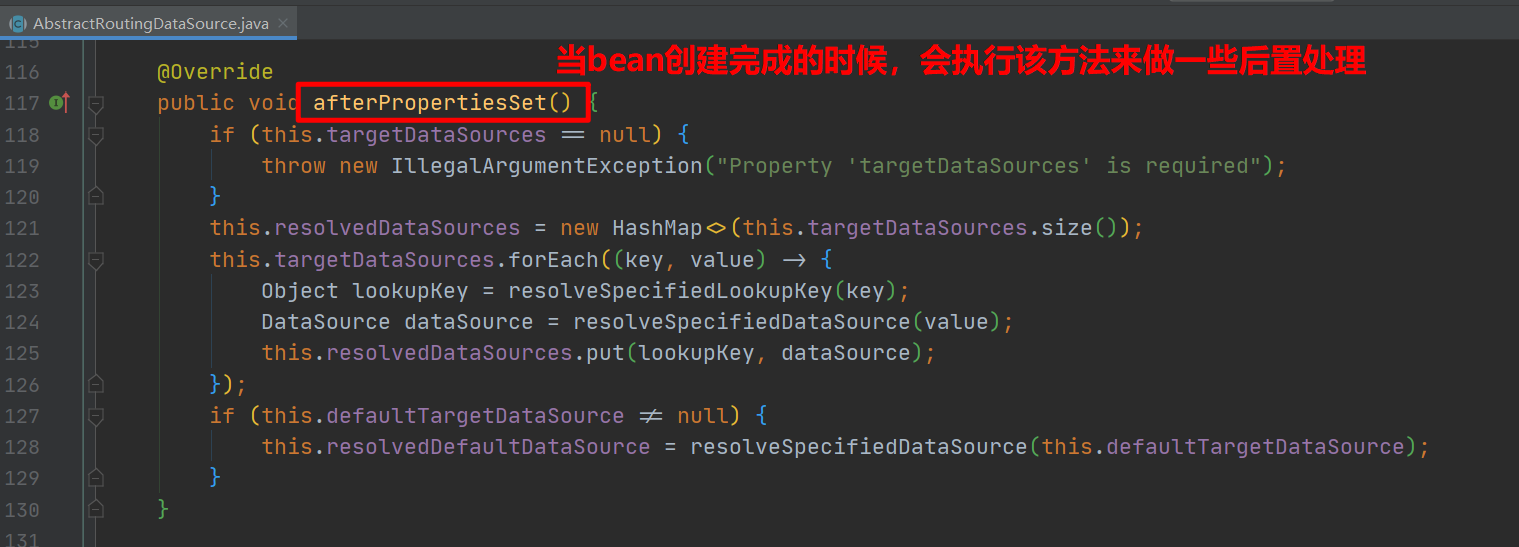 AbstractRoutingDataSource.java
115
当bean创建完成的时候，会执行该方法来做一些后置处理
116 @Override
117 public void afterPropertiesSet() {
118 if (this.targetDataSources == null) {
119 throw new IllegalArgumentException("Property 'targetDataSources' is required");
120 }
121 this.resolvedDataSources = new HashMap<>(this.targetDataSources.size());
122 this.targetDataSources.forEach((key, value) -> {
123 Object lookupKey = resolveSpecifiedLookupKey(key);
124 DataSource dataSource = resolveSpecifiedDataSource(value);
125 this.resolvedDataSources.put(lookupKey, dataSource);
126 });
127 if (this.defaultTargetDataSource != null) {
128 this.resolvedDefaultDataSource = resolveSpecifiedDataSource(this.defaultTargetDataSource);
129 }
130 }
131